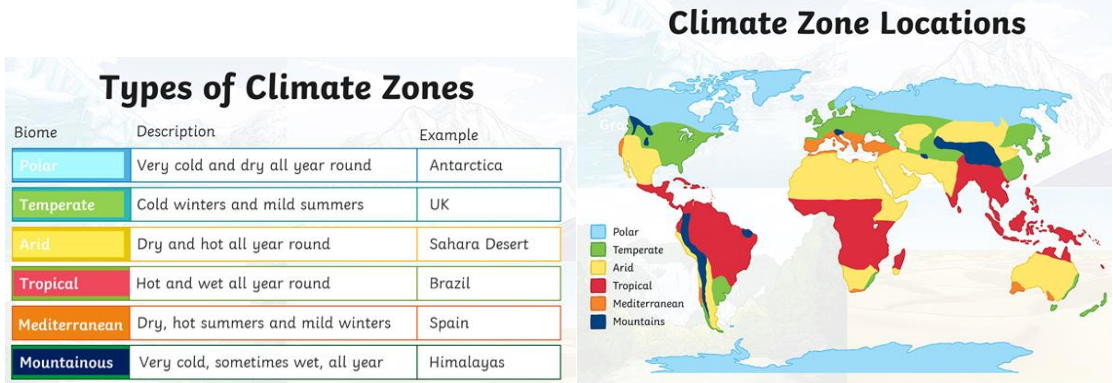 Types of Climate Zones
Biome Description Example
Polar Very cold and dry all year round Antarctica
Temperate Cold winters and mild summers UK
Arid Dry and hot all year round Sahara Desert
Tropical Hot and wet all year round Brazil
Mediterranean Dry, hot summers and mild winters Spain
Mountainous Very cold, sometimes wet, all year Himalayas
Climate Zone Locations
Polar
Temperate
Arid
Tropical
Mediterranean
Mountains